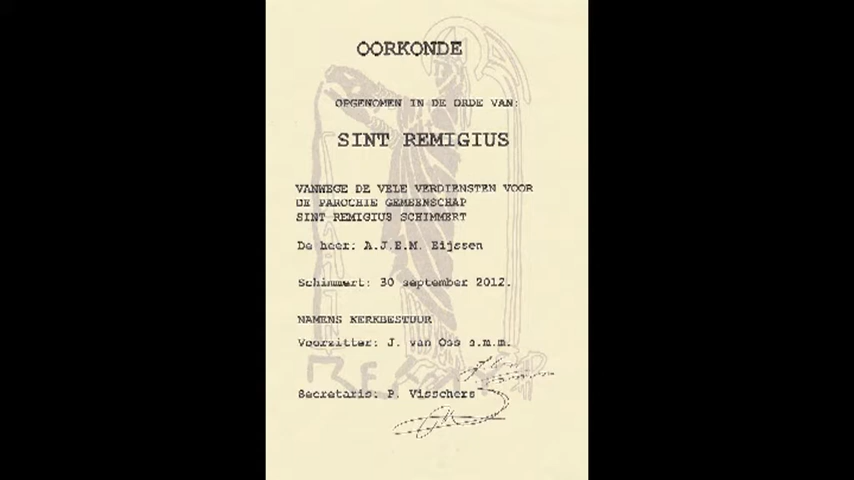 OORKONDE
OPGENOMEN IN DE ORDE VAN:
SINT REMIGIUS
VANWEGE DE VELE VERDIENSTEN VOOR
DE PAROCHIE GEMEENSCHAP
SINT REMIGIUS SCHIMMERT
De heer: A.J.E.M. Eijssen
Schimmert: 30 september 2012.
NAMENS KERKBESTUUR
Voorzitter: J. van Oss s.m.m.
Secretaris: P. Visschers